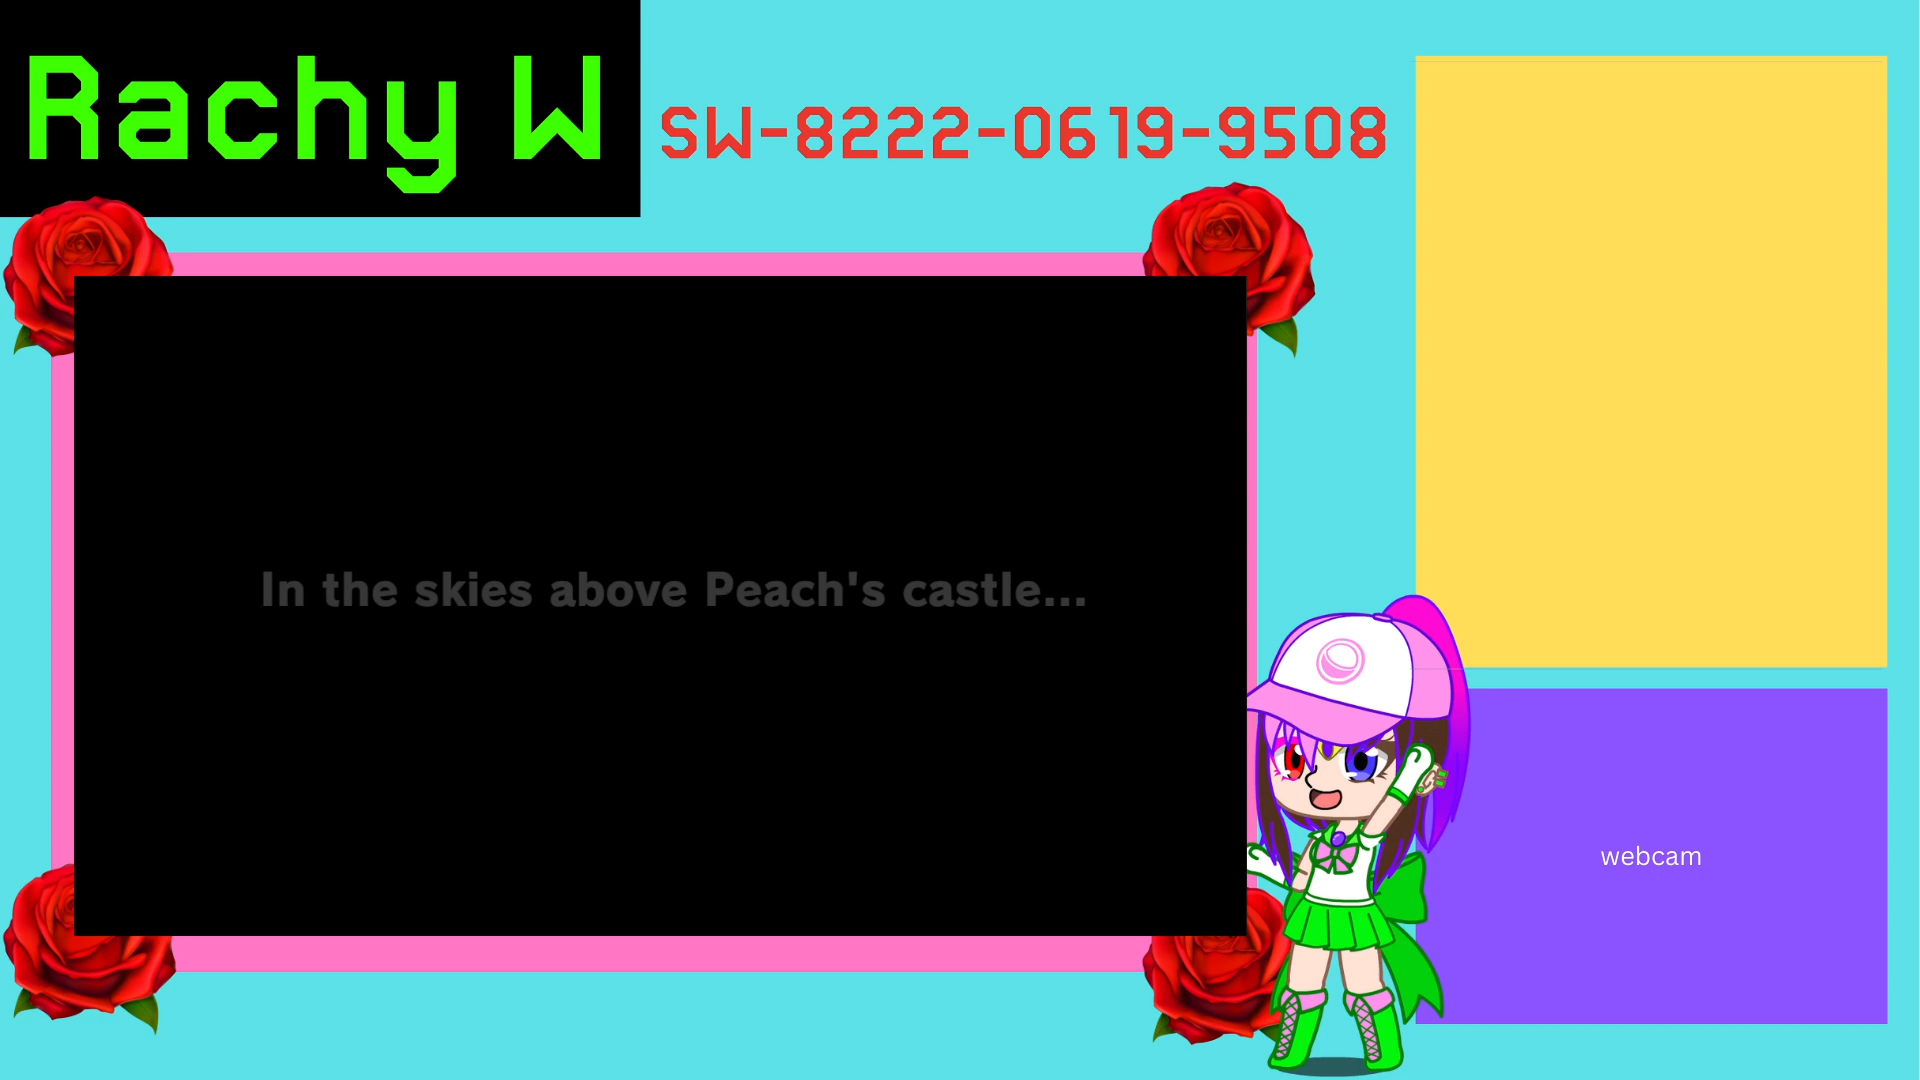 Rachy W
SW-8222-0619-9508
In the skies above Peach's castle...
webcam